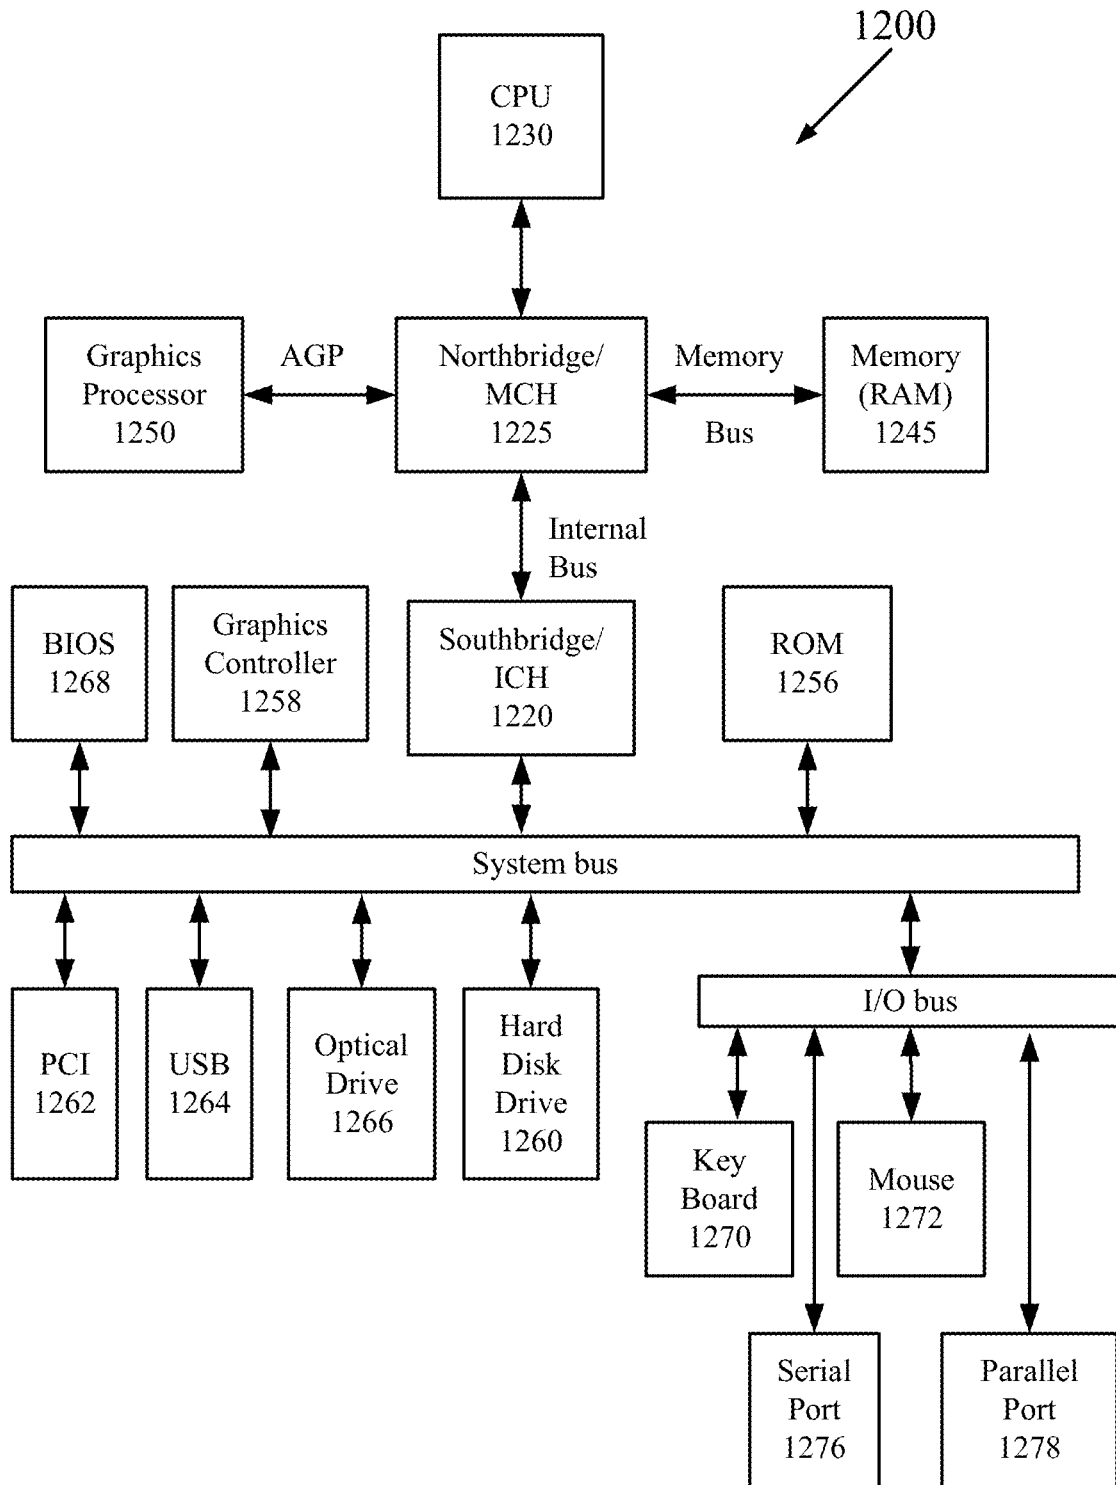 1200
CPU
1230
Graphics
Processor
1250
AGP
Northbridge/
MCH
1225
Memory
Bus
Memory
(RAM)
1245
Internal
Bus
BIOS
1268
Graphics
Controller
1258
Southbridge/
ICH
1220
ROM
1256
System bus
PCI
1262
USB
1264
Optical
Drive
1266
Hard
Disk
Drive
1260
I/O bus
Key
Board
1270
Mouse
1272
Serial
Port
1276
Parallel
Port
1278